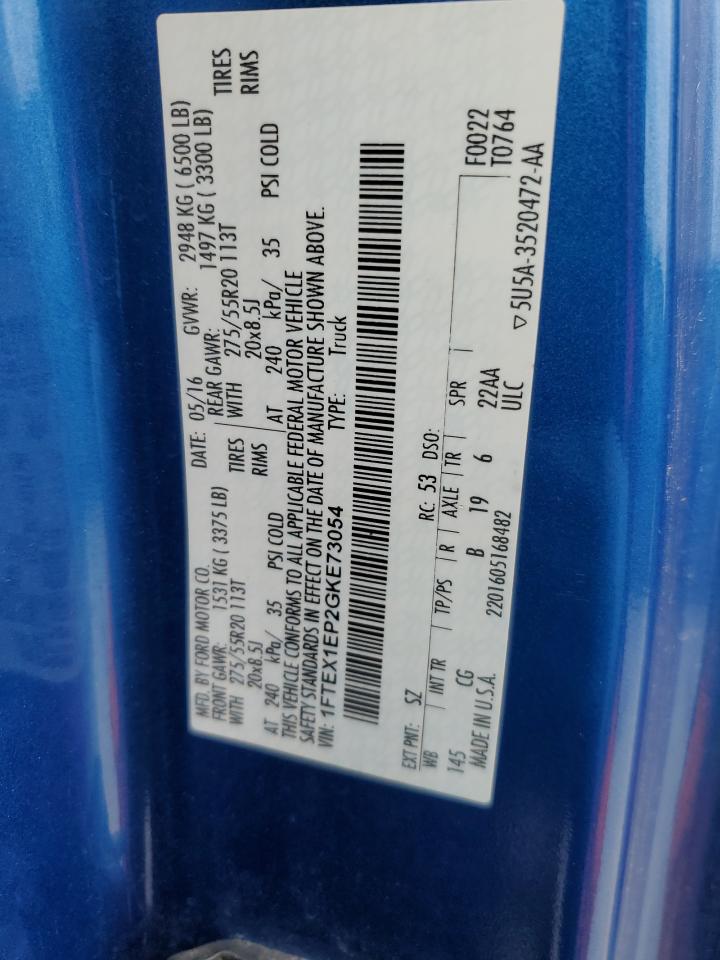 MFD. BY FORD MOTOR CO.
DATE: 05/16 GVWR: 2948 KG ( 6500 LB)
FRONT GAWR: 1531 KG ( 3375 LB)
REAR GAWR: 1497 KG ( 3300 LB)
WITH 275/55R20 113T TIRES
WITH 275/55R20 113T TIRES
20x8.5J RIMS
20x8.5J RIMS
AT 240 kPa/ 35 PSI COLD
AT 240 kPa/ 35 PSI COLD
THIS VEHICLE CONFORMS TO ALL APPLICABLE FEDERAL MOTOR VEHICLE
SAFETY STANDARDS IN EFFECT ON THE DATE OF MANUFACTURE SHOWN ABOVE.
VIN: 1FTEX1EP2GKE73054 TYPE: Truck
EXT PNT: SZ RC: 53 DSO: F0022
WB INT TR TP/PS R AXLE TR SPR T0764
145 CG B 19 6 22AA
MADE IN U.S.A. 2201605168482 ULC ▽ 5U5A-3520472-AA